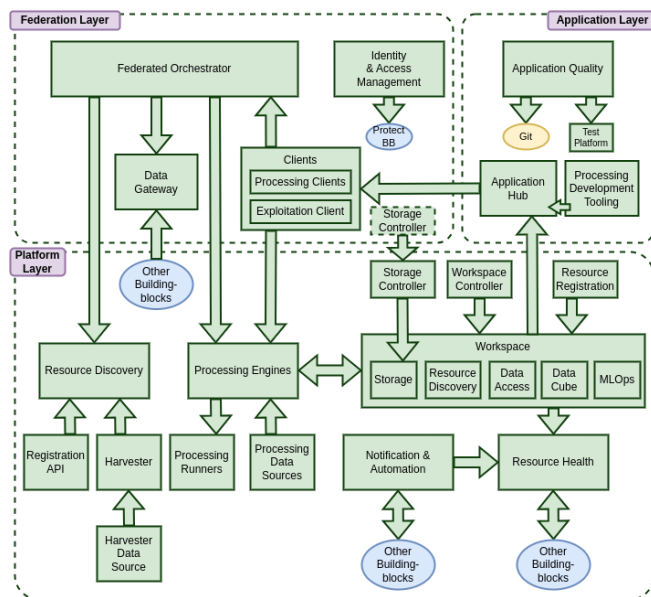 Federation Layer
Application Layer
Federated Orchestrator
Identity
& Access
Management
Application Quality
Protect
BB
Git
Test
Platform
Data
Gateway
Clients
Processing Clients
Exploitation Client
Application
Hub
Processing
Development
Tooling
Storage
Controller
Platform
Layer
Other
Building-
blocks
Storage
Controller
Workspace
Controller
Resource
Registration
Resource Discovery
Processing Engines
Workspace
Storage
Resource
Discovery
Data
Access
Data
Cube
MLOps
Registration
API
Harvester
Processing
Runners
Processing
Data
Sources
Notification &
Automation
Resource Health
Harvester
Data
Source
Other
Building-
blocks
Other
Building-
blocks